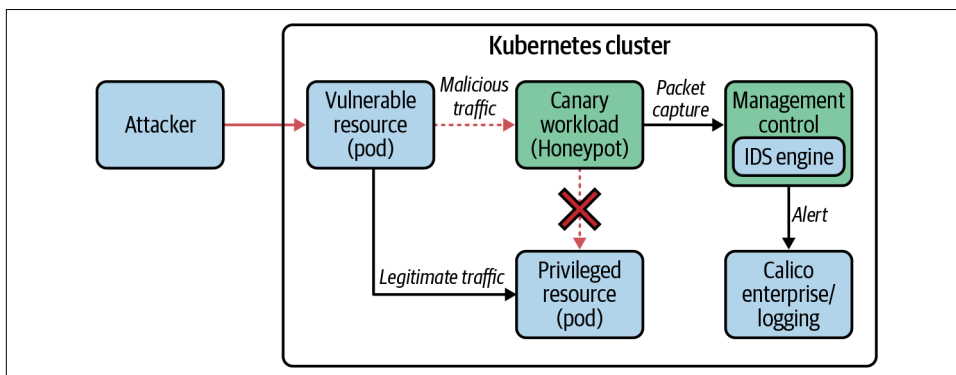 Kubernetes cluster
Attacker
Vulnerable
resource
(pod)
Malicious
traffic
Canary
workload
(Honeypot)
Packet
capture
Management
control
IDS engine
Alert
Legitimate traffic
Privileged
resource
(pod)
Calico
enterprise/
logging